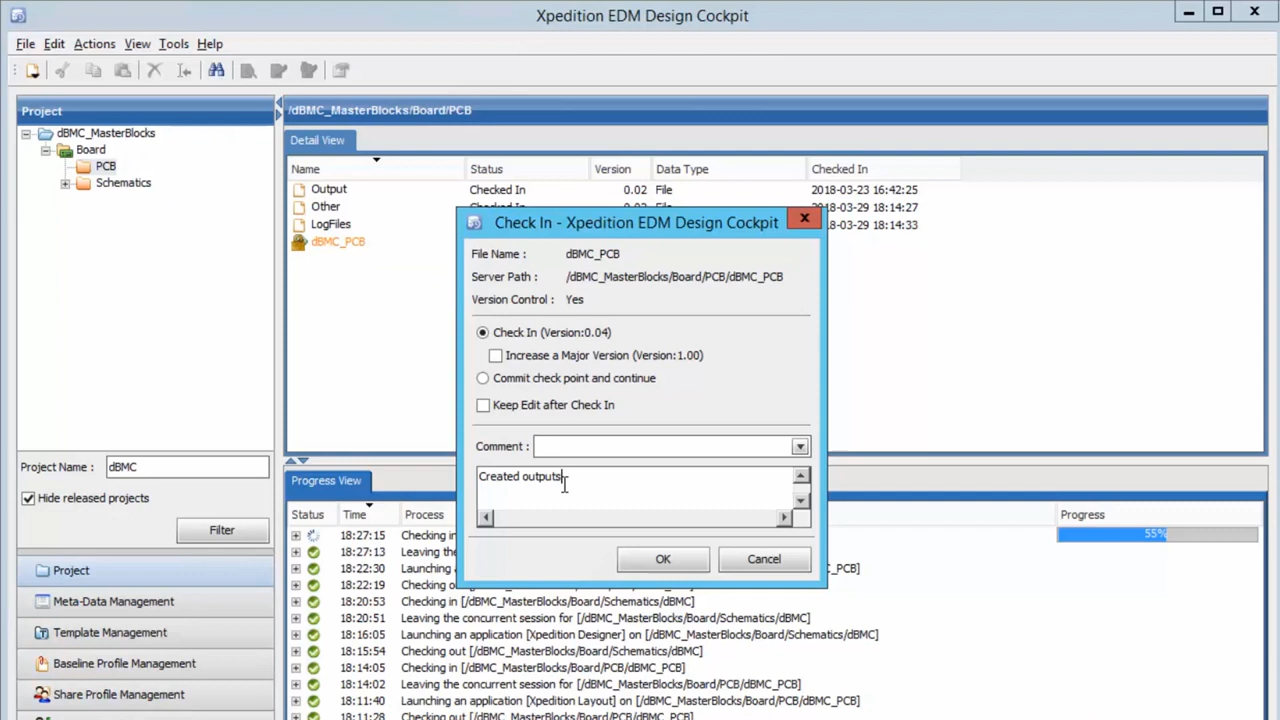 Xpedition EDM Design Cockpit
File Edit Actions View Tools Help
Project
dBMC_MasterBlocks
Board
PCB
Schematics
Project Name : dBMC
Hide released projects
Filter
Project
Meta-Data Management
Template Management
Baseline Profile Management
Share Profile Management
/dBMC_MasterBlocks/Board/PCB
Detail View
Name Status Version Data Type Checked In
Output Checked In 0.02 File 2018-03-23 16:42:25
Other 2018-03-29 18:14:27
LogFiles 2018-03-29 18:14:33
dBMC_PCB
Check In - Xpedition EDM Design Cockpit
File Name : dBMC_PCB
Server Path : /dBMC_MasterBlocks/Board/PCB/dBMC_PCB
Version Control : Yes
Check In (Version:0.04)
Increase a Major Version (Version:1.00)
Commit check point and continue
Keep Edit after Check In
Comment :
Created outputs
OK Cancel
Progress View
Status Time Process Progress
18:27:15 Checking in 55%
18:27:13 Leaving the
18:22:30 Launching _PCB]
18:22:19 Checking
18:20:53 Checking in [/dBMC_MasterBlocks/Board/Schematics/dBMC]
18:20:51 Leaving the concurrent session for [/dBMC_MasterBlocks/Board/Schematics/dBMC]
18:16:05 Launching an application [Xpedition Designer] on [/dBMC_MasterBlocks/Board/Schematics/dBMC]
18:15:54 Checking out [/dBMC_MasterBlocks/Board/Schematics/dBMC]
18:14:05 Checking in [/dBMC_MasterBlocks/Board/PCB/dBMC_PCB]
18:14:02 Leaving the concurrent session for [/dBMC_MasterBlocks/Board/PCB/dBMC_PCB]
18:11:40 Launching an application [Xpedition Layout] on [/dBMC_MasterBlocks/Board/PCB/dBMC_PCB]
18:11:28 Checking out [/dBMC_MasterBlocks/Board/PCB/dBMC_PCB]